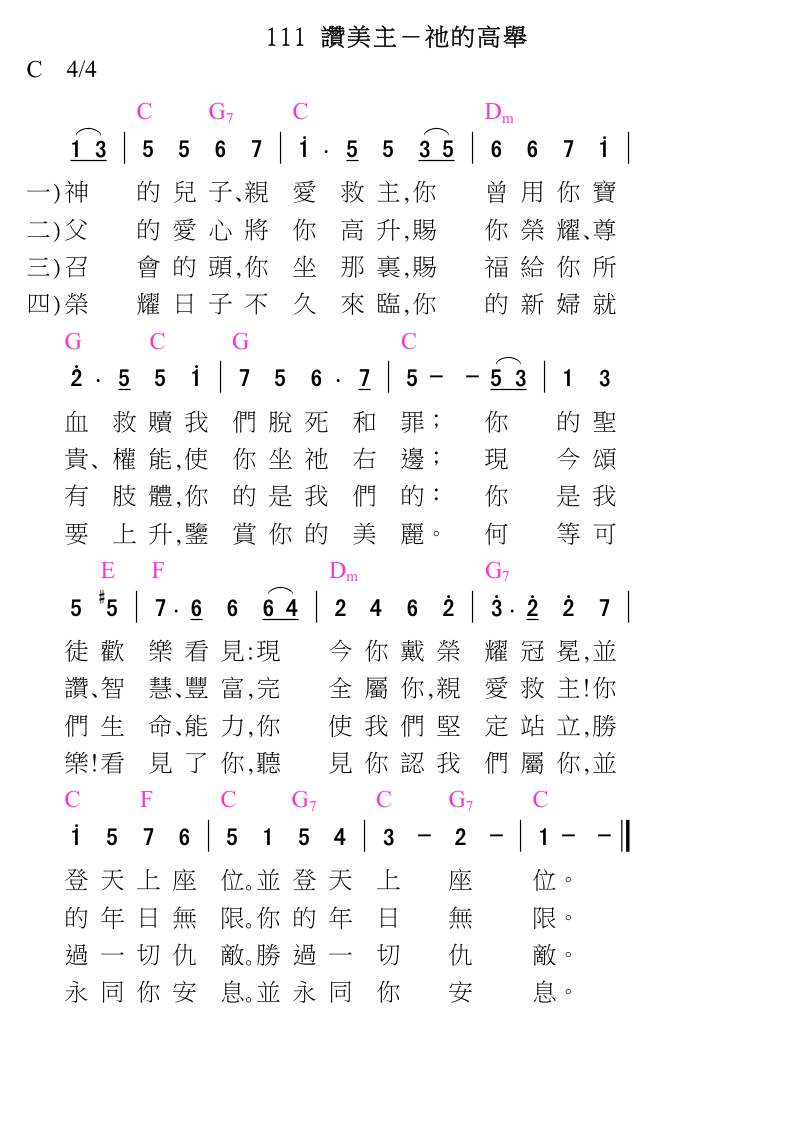 111 讚美主－祂的高舉
C 4/4
C G7 C Dm
1 3 | 5 5 6 7 | 1 · 5 5 3 5 | 6 6 7 1 |
一)神 的兒子、親 愛 救主,你 曾用你寶
二)父 的愛心將 你 高升,賜 你榮耀、尊
三)召 會的頭,你 坐 那裏,賜 福給你所
四)榮 耀日子不 久 來臨,你 的新婦就
G C G C
2 · 5 5 1 | 7 5 6 · 7 | 5 － － 5 3 | 1 3
血 救贖我 們脫死 和 罪； 你 的聖
貴、權能,使 你坐祂 右 邊； 現 今頌
有 肢體,你 的是我 們 的： 你 是我
要 上升,鑒 賞你的 美 麗。 何 等可
E F Dm G7
5 #5 | 7 · 6 6 6 4 | 2 4 6 2 | 3 · 2 2 7 |
徒歡 樂看見:現 今你戴榮 耀冠冕,並
讚、智 慧、豐富,完 全屬你,親 愛救主!你
們生 命、能力,你 使我們堅 定站立,勝
樂!看 見了你,聽 見你認我 們屬你,並
C F C G7 C G7 C
1 5 7 6 | 5 1 5 4 | 3 － 2 － | 1 － －
登天上座 位。並登天 上 座 位。
的年日無 限。你的年 日 無 限。
過一切仇 敵。勝過一 切 仇 敵。
永同你安 息。並永同 你 安 息。